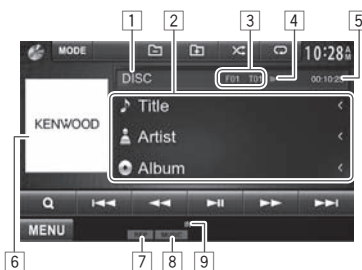 1 2 3 4 5
MODE 10:28 AM
DISC F01 T01 00:10:25
Title
KENWOOD
Artist
Album
MENU
6 7 8 9